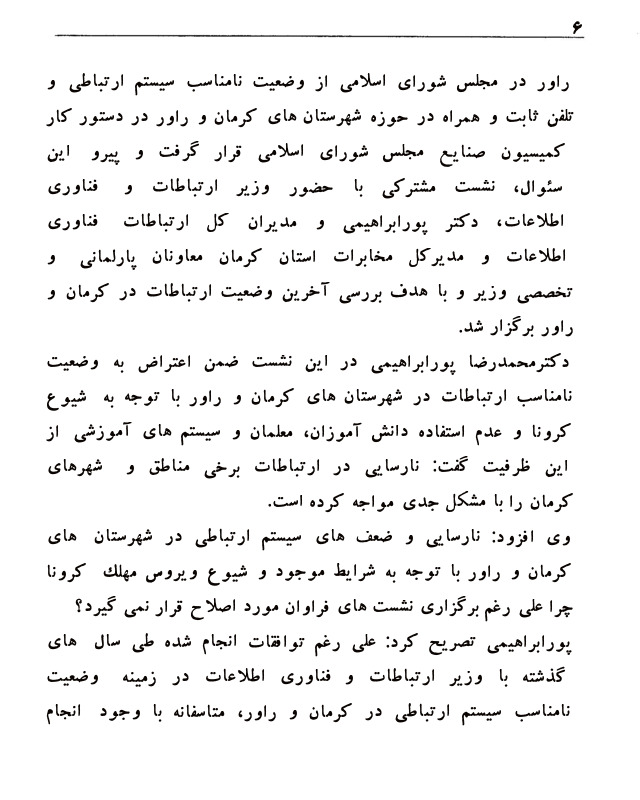 ۶
راور در مجلس شورای اسلامی از وضعیت نامناسب سیستم ارتباطی و
تلفن ثابت و همراه در حوزه شهرستان های کرمان و راور در دستور کار
کمیسیون صنایع مجلس شورای اسلامی قرار گرفت و پیرو این
سئوال، نشست مشترکی با حضور وزیر ارتباطات و فناوری
اطلاعات، دکتر پورابراهیمی و مدیران کل ارتباطات فناوری
اطلاعات و مدیرکل مخابرات استان کرمان معاونان پارلمانی و
تخصصی وزیر و با هدف بررسی آخرین وضعیت ارتباطات در کرمان و
راور برگزار شد.
دکترمحمدرضا پورابراهیمی در این نشست ضمن اعتراض به وضعیت
نامناسب ارتباطات در شهرستان های کرمان و راور با توجه به شیوع
کرونا و عدم استفاده دانش آموزان، معلمان و سیستم های آموزشی از
این ظرفیت گفت: نارسایی در ارتباطات برخی مناطق و شهرهای
کرمان را با مشکل جدی مواجه کرده است.
وی افزود: نارسایی و ضعف های سیستم ارتباطی در شهرستان های
کرمان و راور با توجه به شرایط موجود و شیوع ویروس مهلك کرونا
چرا علی رغم برگزاری نشست های فراوان مورد اصلاح قرار نمی گیرد؟
پورابراهیمی تصریح کرد: علی رغم توافقات انجام شده طی سال های
گذشته با وزیر ارتباطات و فناوری اطلاعات در زمینه وضعیت
نامناسب سیستم ارتباطی در کرمان و راور، متاسفانه با وجود انجام